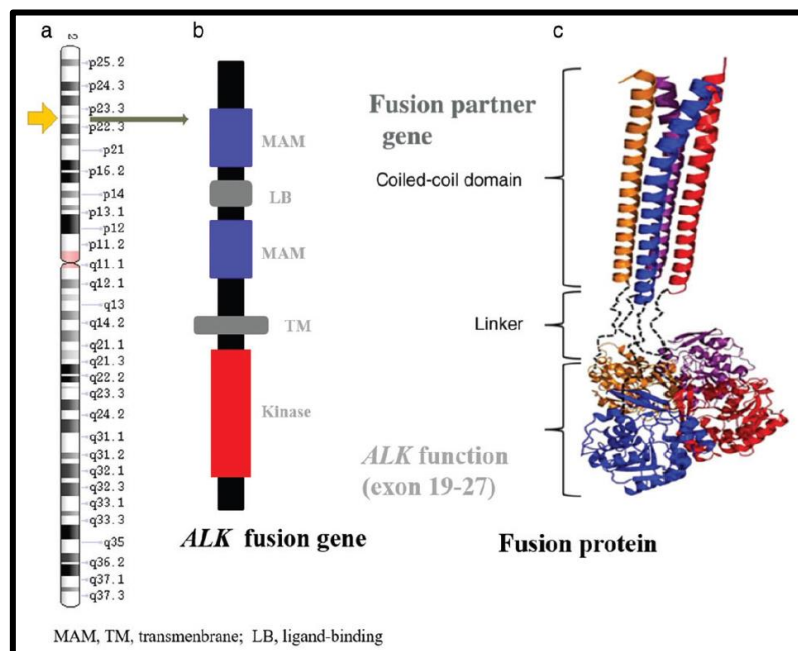 a
b
c
2
p25.2
p24.3
p23.3
p22.3
p21
p16.2
p14
p13.1
p12
p11.2
q11.1
q12.1
q13
q14.2
q21.1
q21.3
q22.2
q23.3
q24.2
q31.1
q31.2
q32.1
q32.3
q33.1
q33.3
q35
q36.2
q37.1
q37.3
MAM
LB
MAM
TM
Kinase
ALK fusion gene
Fusion partner
gene
Coiled-coil domain
Linker
ALK function
(exon 19-27)
Fusion protein
MAM, TM, transmenbrane; LB, ligand-binding